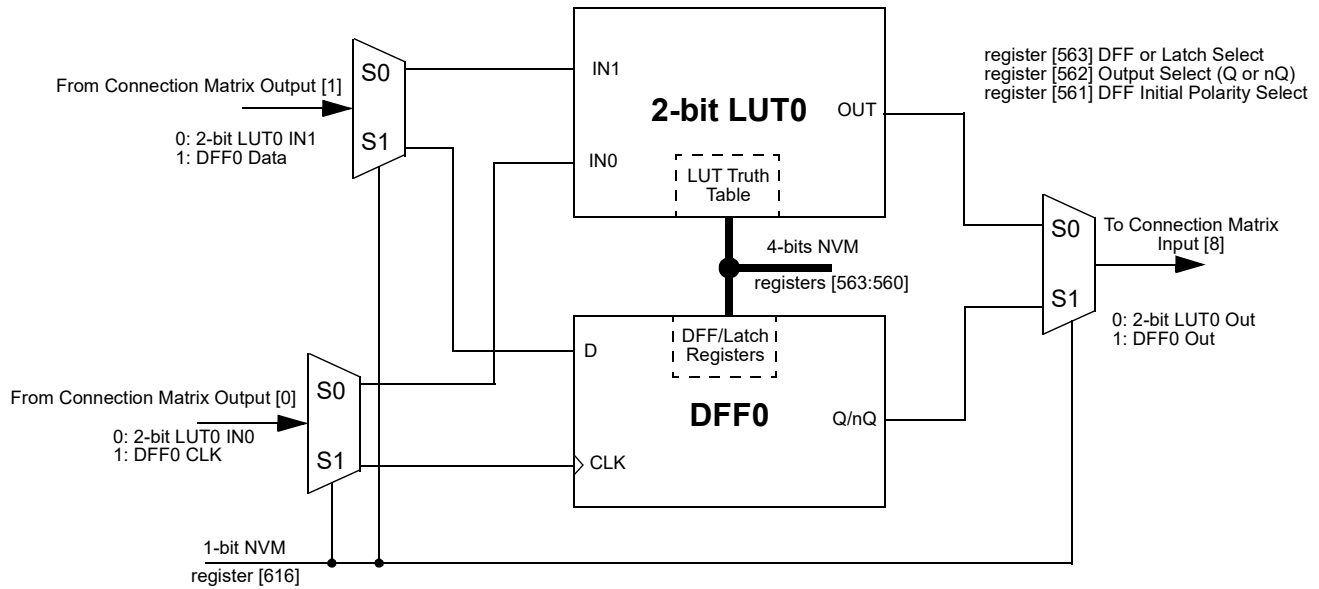 From Connection Matrix Output [1]
0: 2-bit LUT0 IN1
1: DFF0 Data
S0
S1
IN1
IN0
2-bit LUT0
OUT
LUT Truth
Table
register [563] DFF or Latch Select
register [562] Output Select (Q or nQ)
register [561] DFF Initial Polarity Select
4-bits NVM
registers [563:560]
S0
S1
To Connection Matrix
Input [8]
0: 2-bit LUT0 Out
1: DFF0 Out
DFF/Latch
Registers
D
DFF0
Q/nQ
CLK
From Connection Matrix Output [0]
0: 2-bit LUT0 IN0
1: DFF0 CLK
S0
S1
1-bit NVM
register [616]